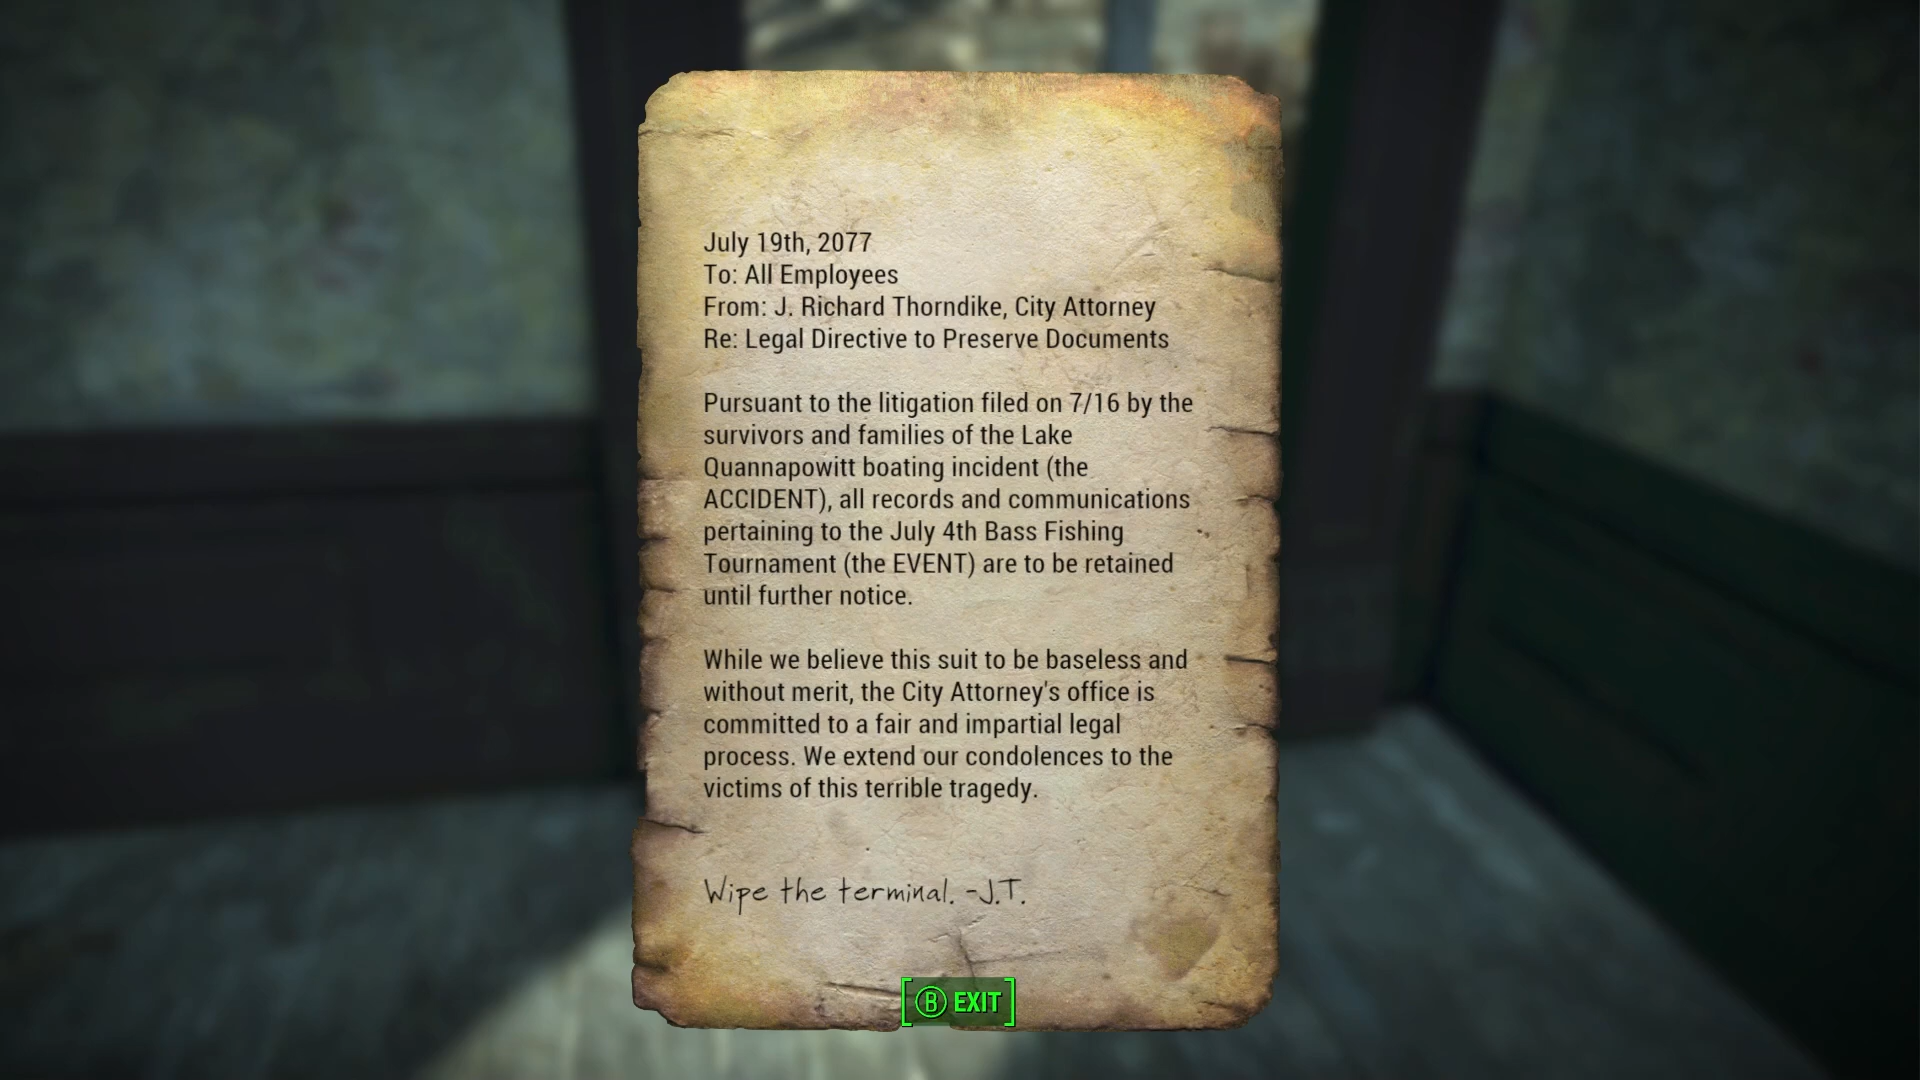 July 19th, 2077
To: All Employees
From: J. Richard Thorndike, City Attorney
Re: Legal Directive to Preserve Documents
Pursuant to the litigation filed on 7/16 by the
survivors and families of the Lake
Quannapowitt boating incident (the
ACCIDENT), all records and communications
pertaining to the July 4th Bass Fishing
Tournament (the EVENT) are to be retained
until further notice.
While we believe this suit to be baseless and
without merit, the City Attorney's office is
committed to a fair and impartial legal
process. We extend our condolences to the
victims of this terrible tragedy.
Wipe the terminal. -J.T.
B EXIT